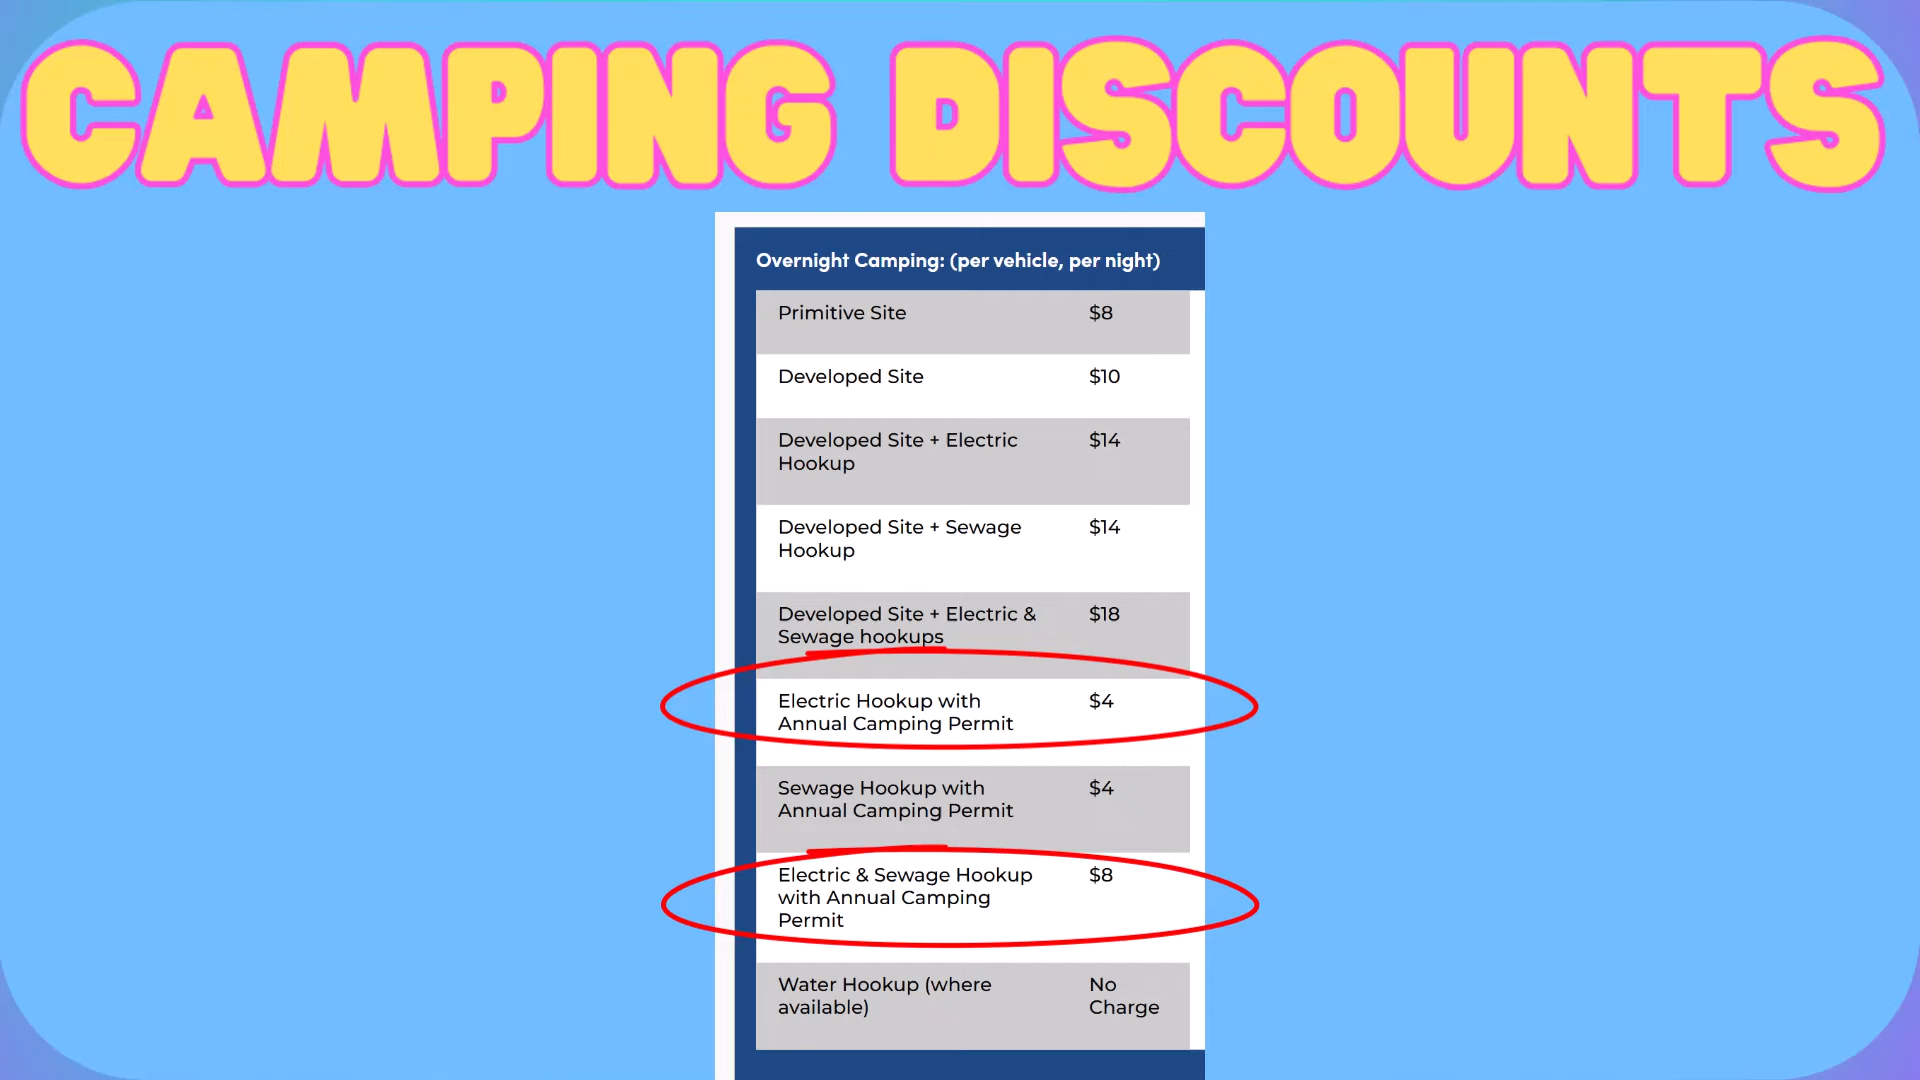 CAMPING DISCOUNTS
Overnight Camping: (per vehicle, per night)
Primitive Site $8
Developed Site $10
Developed Site + Electric $14
Hookup
Developed Site + Sewage $14
Hookup
Developed Site + Electric & $18
Sewage hookups
Electric Hookup with $4
Annual Camping Permit
Sewage Hookup with $4
Annual Camping Permit
Electric & Sewage Hookup $8
with Annual Camping
Permit
Water Hookup (where No
available) Charge